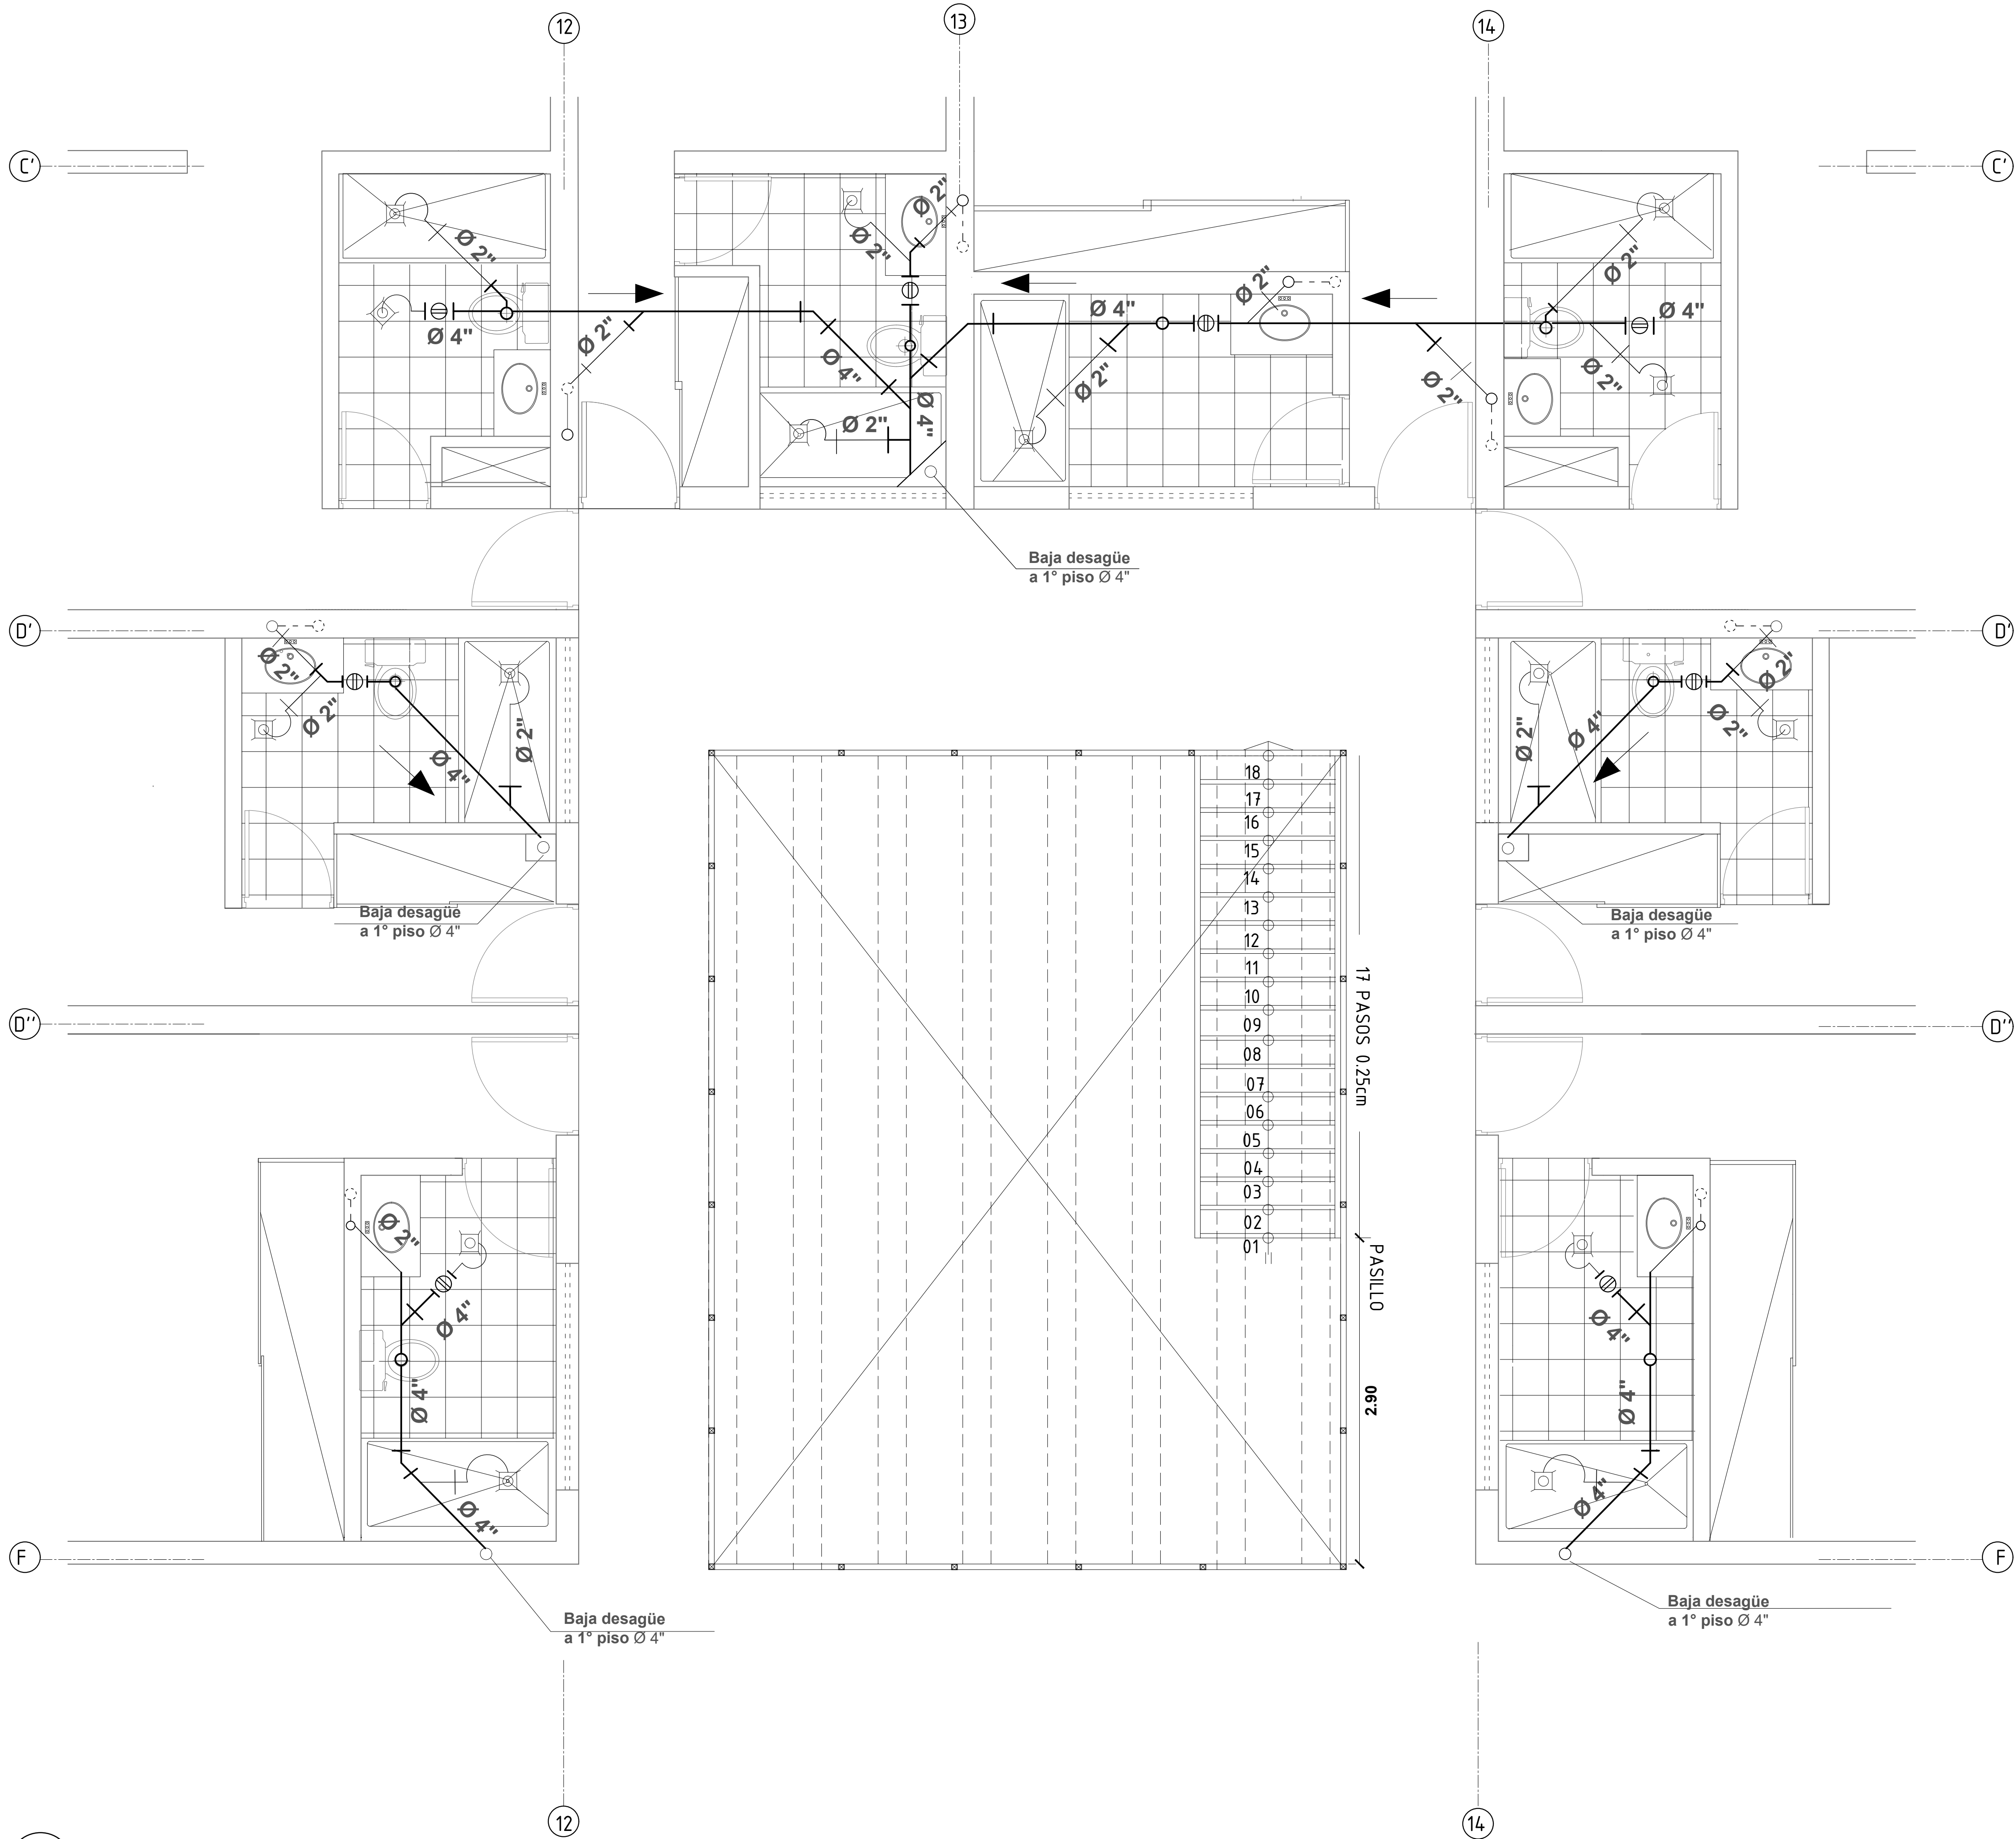 12
13
14
C'
C'
Ø 2"
Ø 4"
Ø 2"
Ø 2"
Ø 2"
Ø 4"
Ø 4"
Ø 2"
Ø 4"
Ø 2"
Ø 2"
Ø 2"
Ø 2"
Ø 4"
Ø 2"
Baja desagüe
a 1° piso Ø 4"
D'
D'
Ø 2"
Ø 2"
Ø 4"
Ø 2"
Ø 2"
Ø 4"
Ø 2"
Ø 2"
Baja desagüe
a 1° piso Ø 4"
Baja desagüe
a 1° piso Ø 4"
D''
D''
18
17
16
15
14
13
12
11
10
09
08
07
06
05
04
03
02
01
17 PASOS 0.25cm
PASILLO
2.90
Ø 2"
Ø 4"
Ø 4"
Ø 4"
Ø 4"
Ø 4"
Ø 4"
F
F
Baja desagüe
a 1° piso Ø 4"
Baja desagüe
a 1° piso Ø 4"
12
14